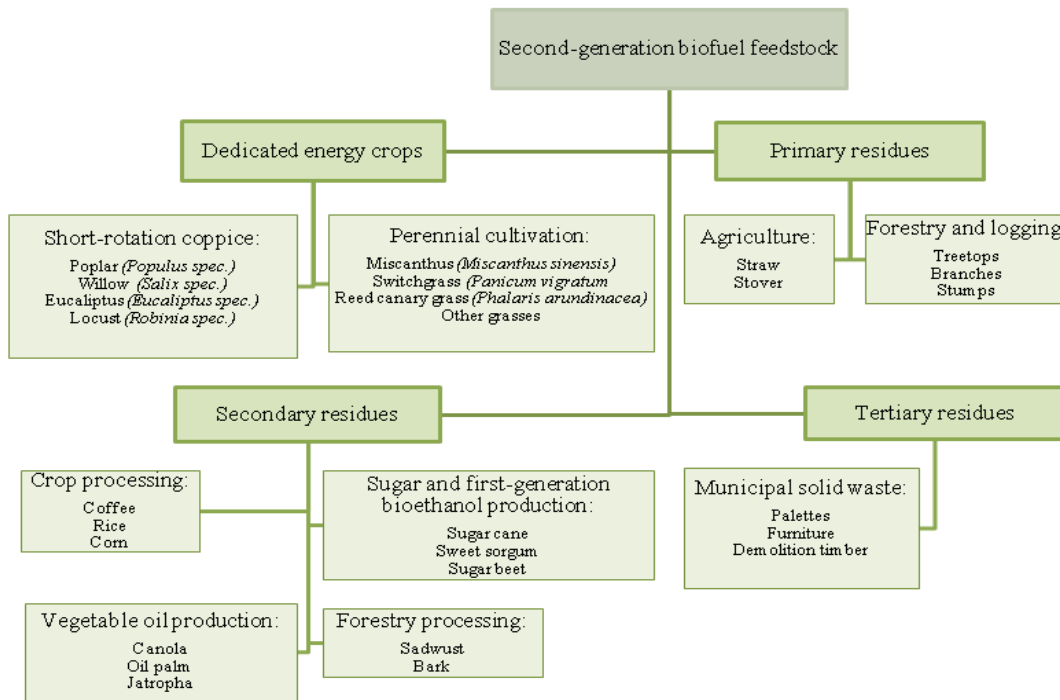 Second-generation biofuel feedstock
Dedicated energy crops
Primary residues
Short-rotation coppice:
Poplar (Populus spec.)
Willow (Salix spec.)
Eucaliptus (Eucaliptus spec.)
Locust (Robinia spec.)
Perennial cultivation:
Miscanthus (Miscanthus sinensis)
Switchgrass (Panicum vigratum
Reed canary grass (Phalaris arundinacea)
Other grasses
Agriculture:
Straw
Stover
Forestry and logging
Treetops
Branches
Stumps
Secondary residues
Tertiary residues
Crop processing:
Coffee
Rice
Corn
Sugar and first-generation
bioethanol production:
Sugar cane
Sweet sorgum
Sugar beet
Municipal solid waste:
Palettes
Furniture
Demolition timber
Vegetable oil production:
Canola
Oil palm
Jatropha
Forestry processing:
Sadwust
Bark